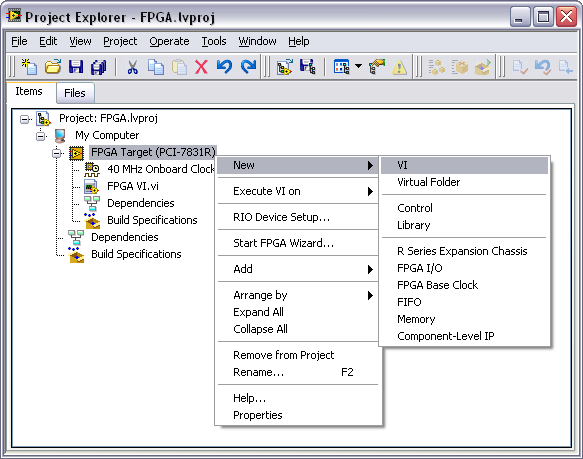 Project Explorer - FPGA.lvproj
File Edit View Project Operate Tools Window Help
Items Files
Project: FPGA.lvproj
My Computer
FPGA Target (PCI-7831R)
40 MHz Onboard Clock
FPGA VI.vi
Dependencies
Build Specifications
Dependencies
Build Specifications
New
Execute VI on
RIO Device Setup...
Start FPGA Wizard...
Add
Arrange by
Expand All
Collapse All
Remove from Project
Rename... F2
Help...
Properties
VI
Virtual Folder
Control
Library
R Series Expansion Chassis
FPGA I/O
FPGA Base Clock
FIFO
Memory
Component-Level IP